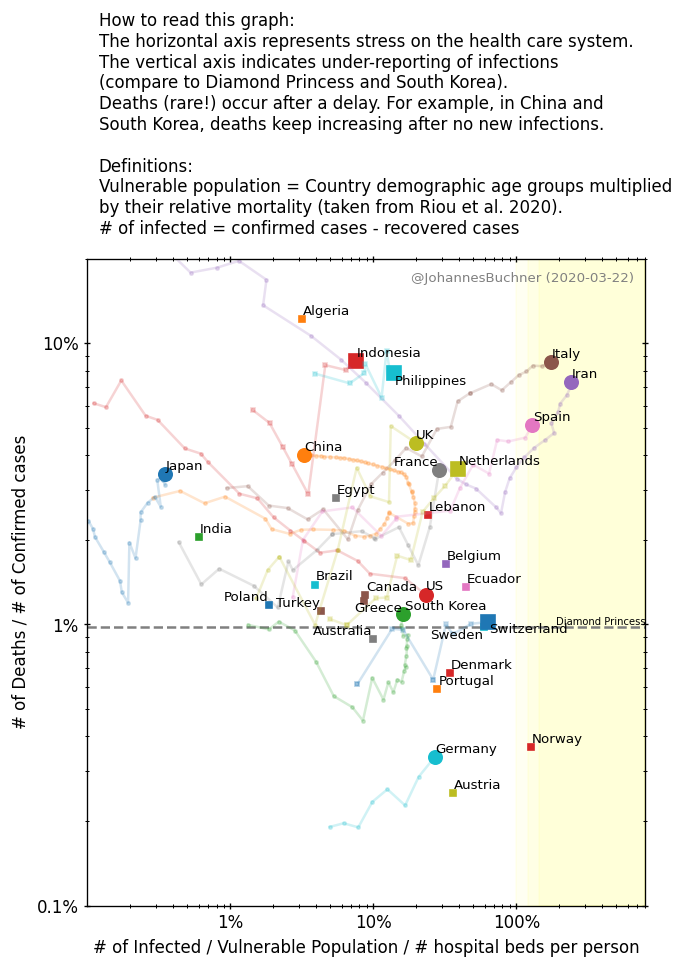 How to read this graph:
The horizontal axis represents stress on the health care system.
The vertical axis indicates under-reporting of infections
(compare to Diamond Princess and South Korea).
Deaths (rare!) occur after a delay. For example, in China and
South Korea, deaths keep increasing after no new infections.
Definitions:
Vulnerable population = Country demographic age groups multiplied
by their relative mortality (taken from Riou et al. 2020).
# of infected = confirmed cases - recovered cases
@JohannesBuchner (2020-03-22)
Algeria
10%
Indonesia
Italy
Philippines
Iran
Spain
UK
China
France
Netherlands
Japan
Egypt
Lebanon
India
Belgium
Brazil
Ecuador
Canada
US
Poland
Turkey
Greece
South Korea
1%
Diamond Princess
Australia
Sweden
Switzerland
Denmark
Portugal
Norway
Germany
Austria
0.1%
1%
10%
100%
# of Deaths / # of Confirmed cases
# of Infected / Vulnerable Population / # hospital beds per person